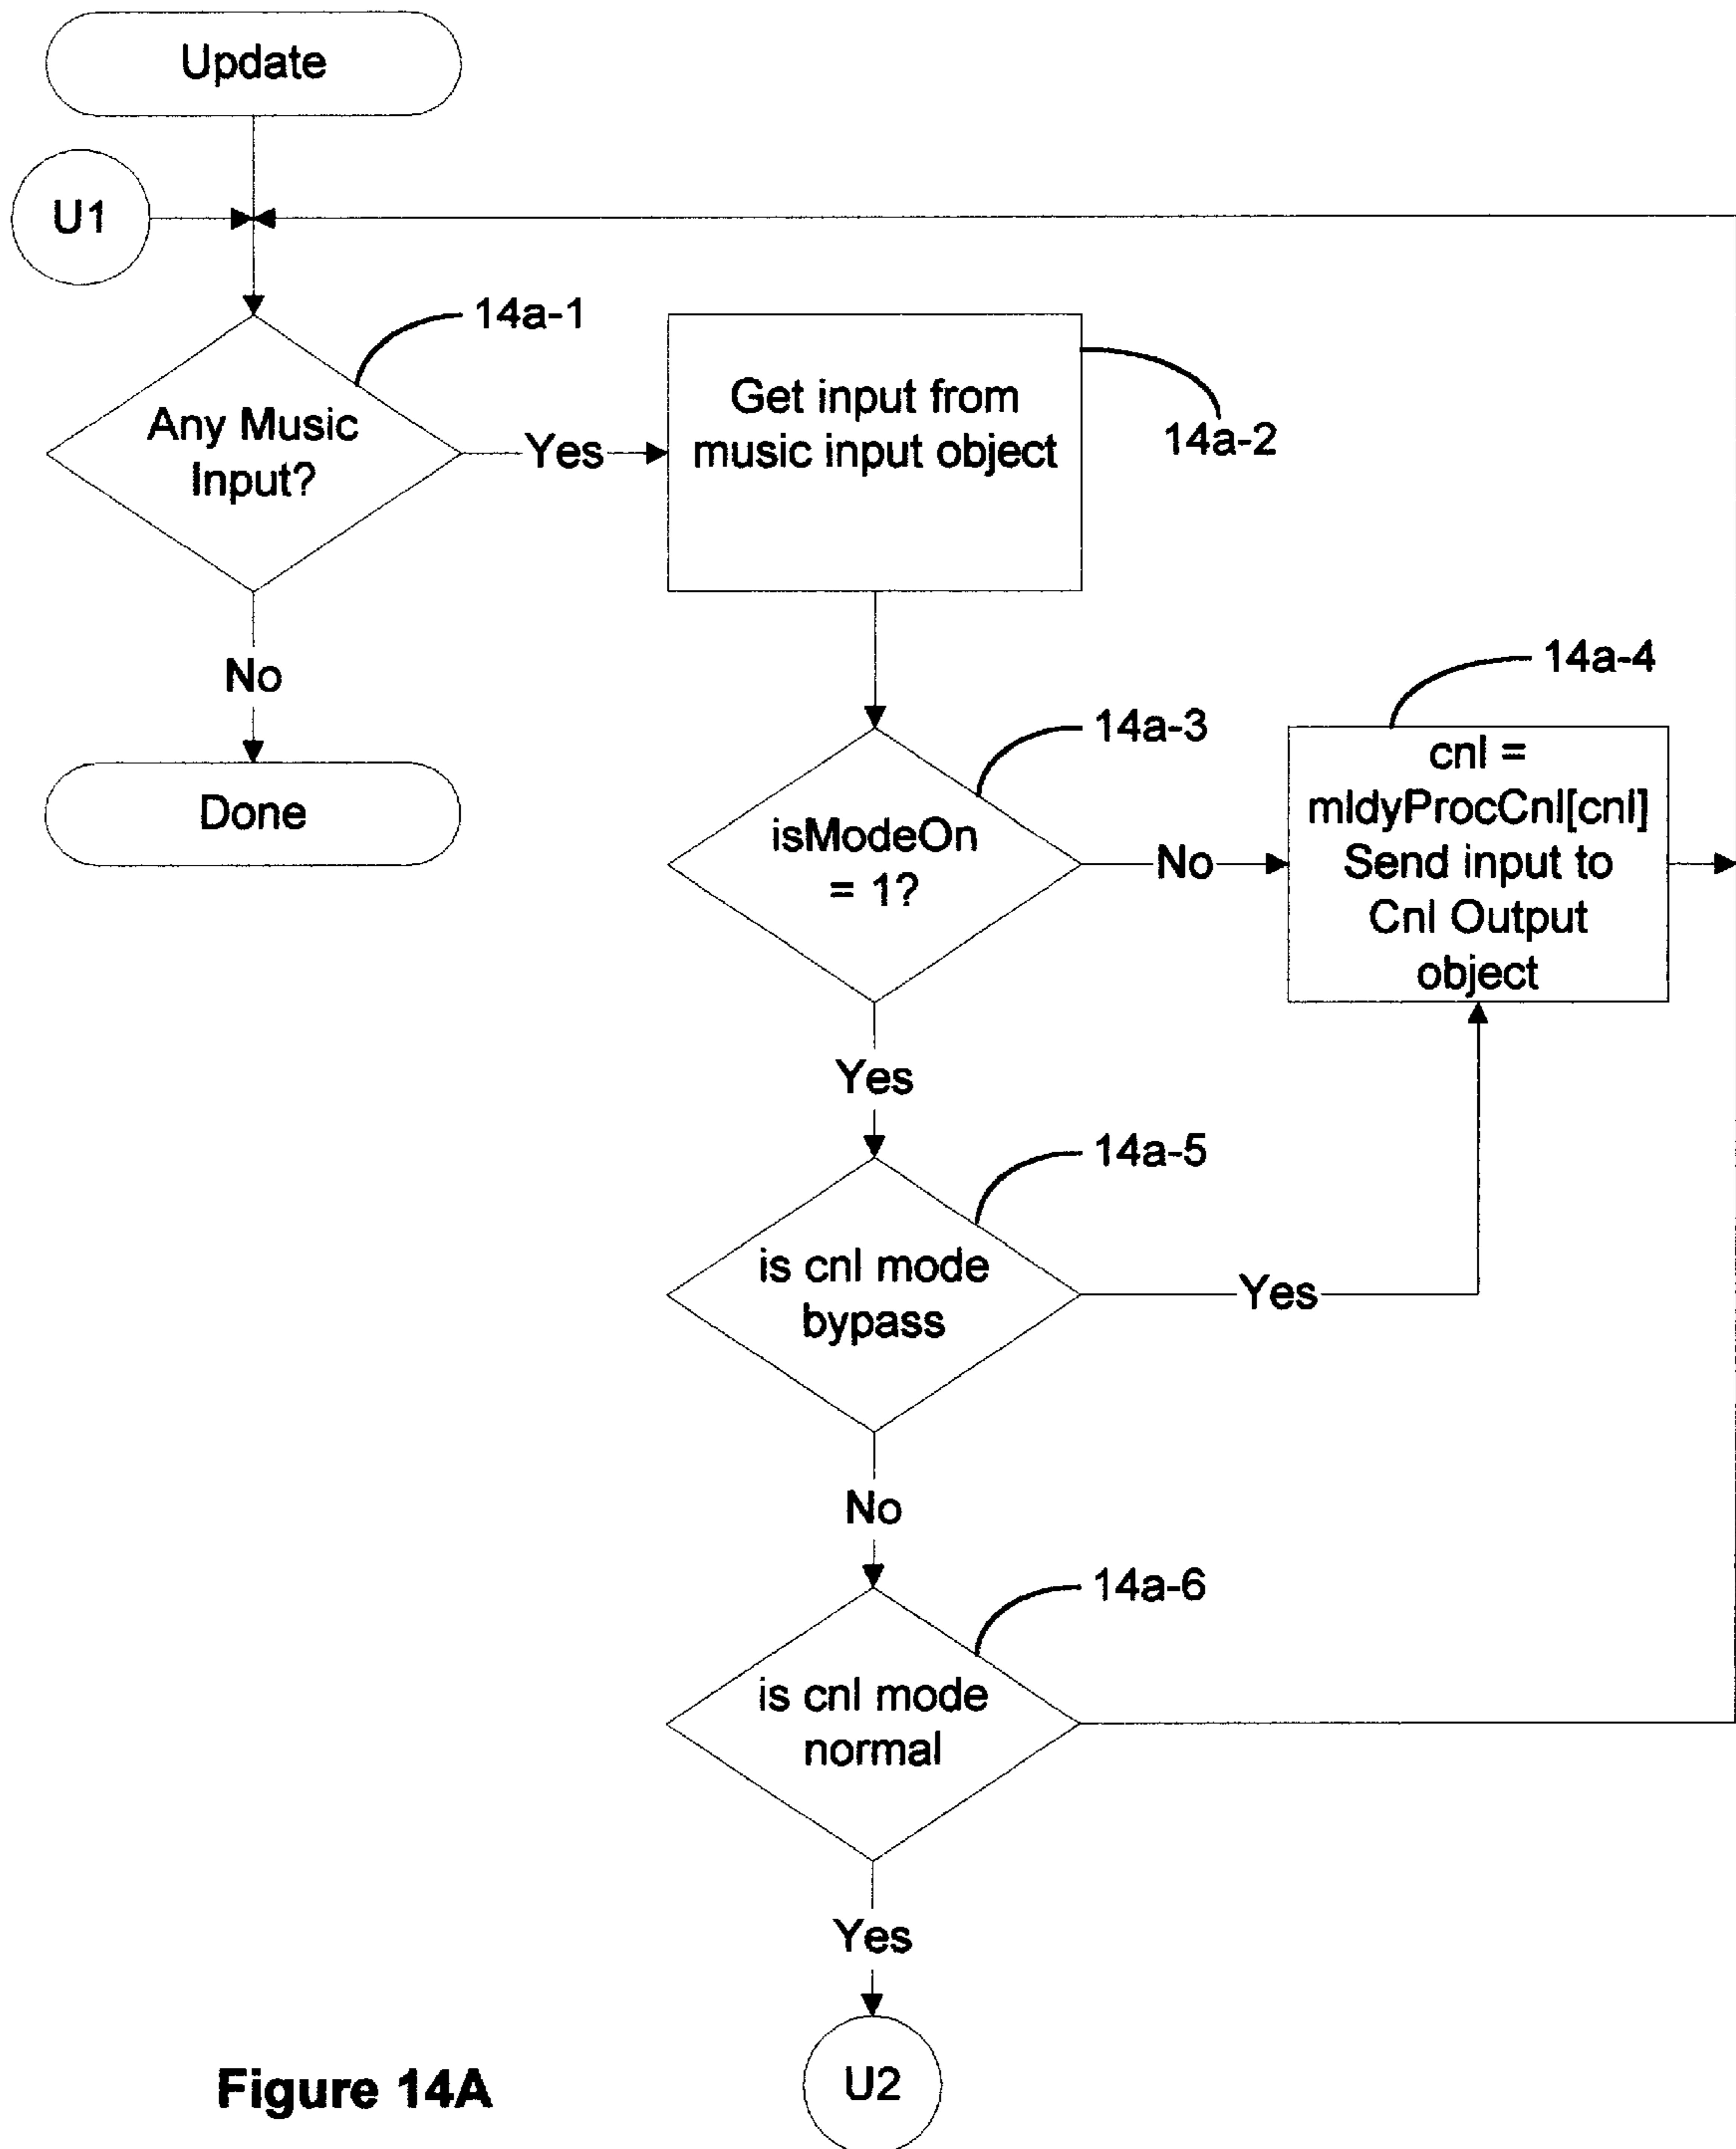 Update
U1
14a-1
Any Music
Input?
Yes
Get input from
music input object
14a-2
No
Done
14a-3
isModeOn
= 1?
No
14a-4
cnl =
mldyProcCnl[cnl]
Send input to
Cnl Output
object
Yes
14a-5
is cnl mode
bypass
Yes
No
14a-6
is cnl mode
normal
Yes
U2
Figure 14A